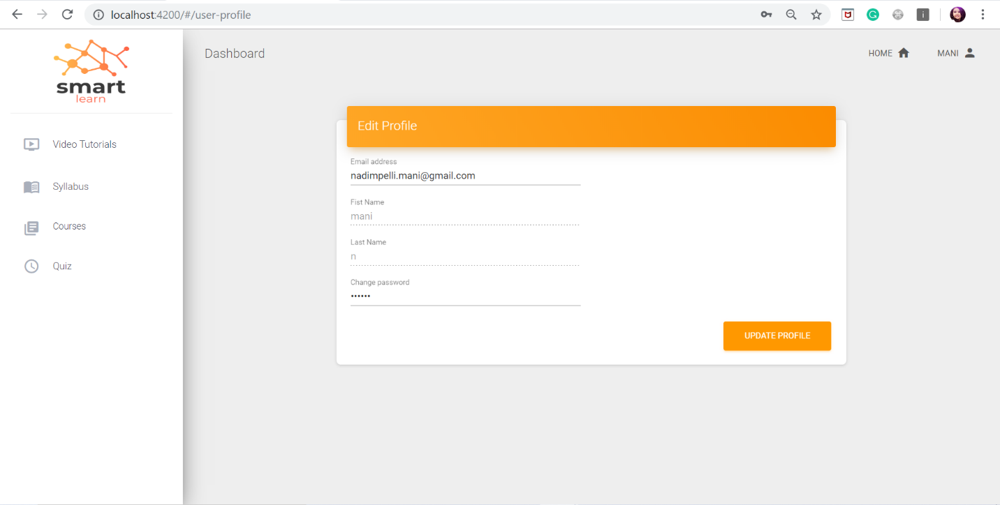 localhost:4200/#/user-profile
smart
learn
Dashboard
HOME
MANI
Video Tutorials
Syllabus
Courses
Quiz
Edit Profile
Email address
nadimpelli.mani@gmail.com
Fist Name
mani
Last Name
n
Change password
••••••
UPDATE PROFILE